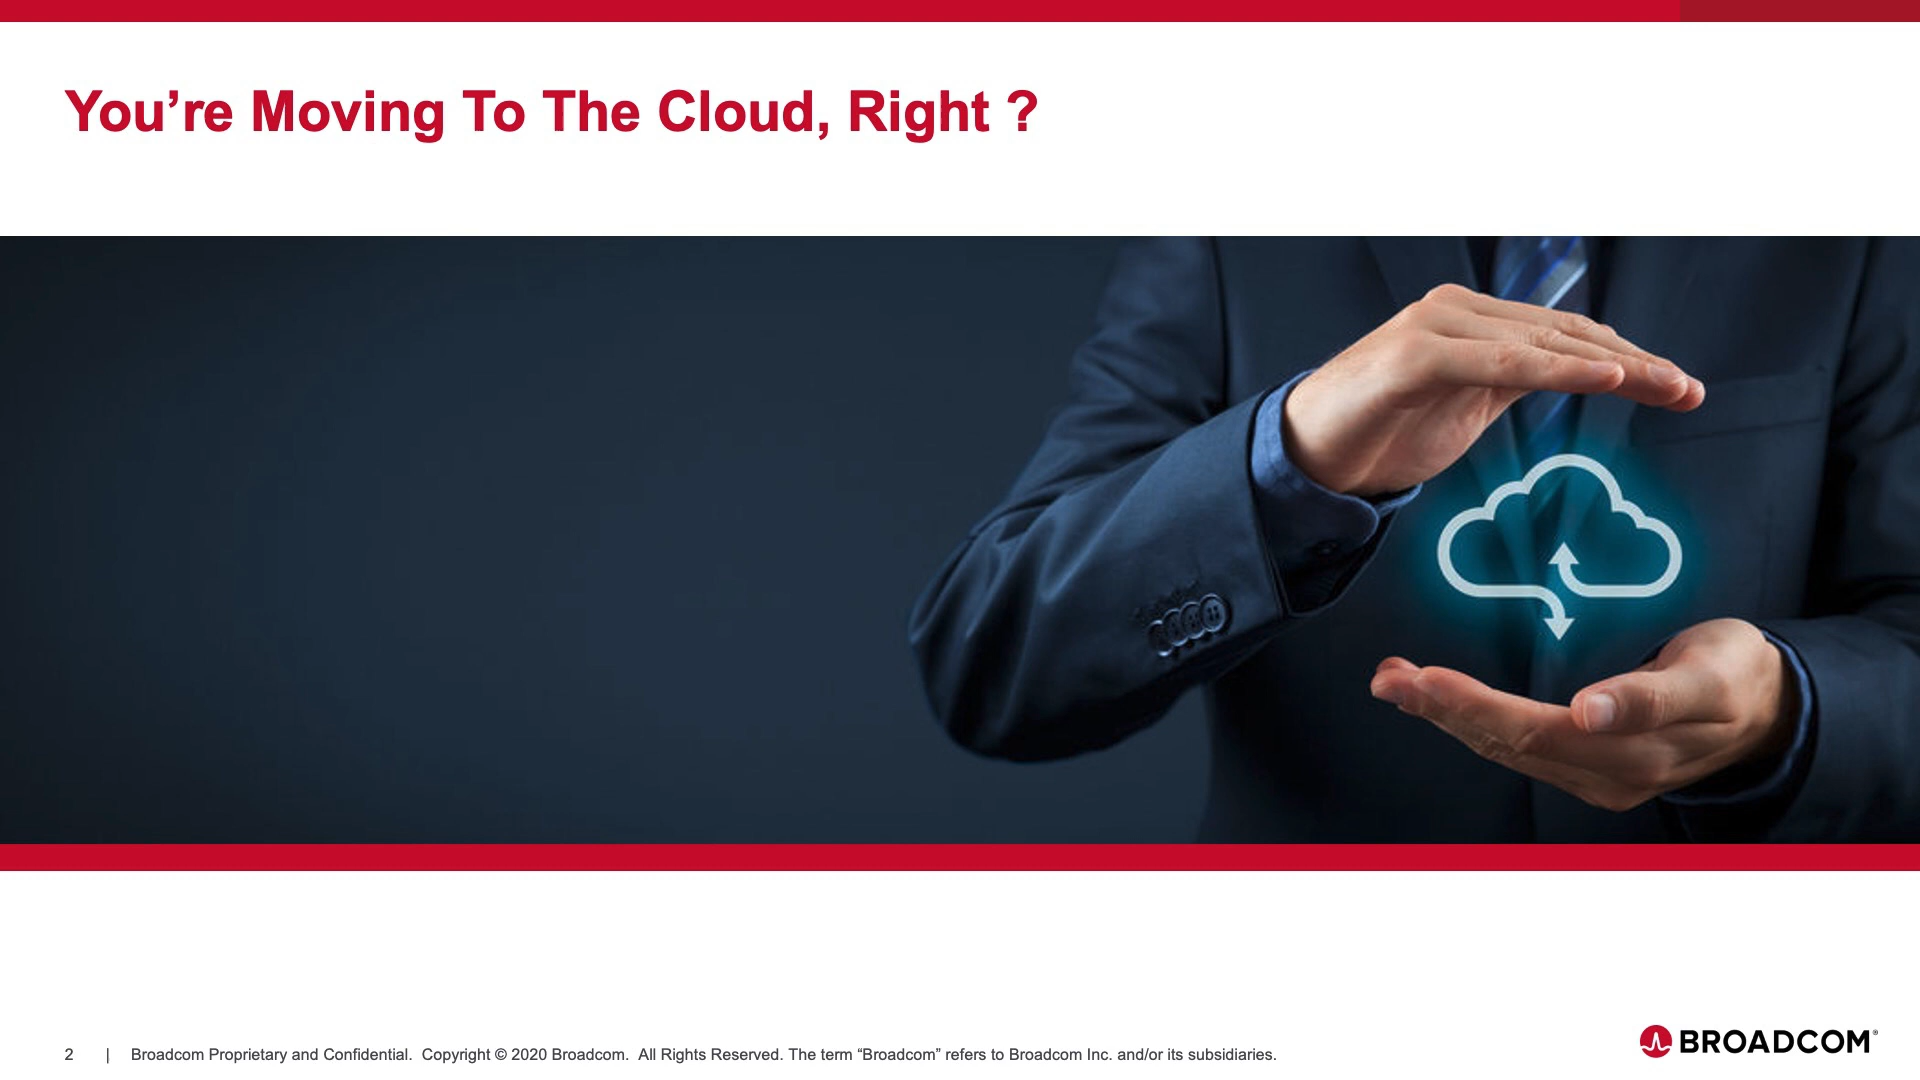 You’re Moving To The Cloud, Right ?
2 | Broadcom Proprietary and Confidential.  Copyright © 2020 Broadcom.  All Rights Reserved. The term “Broadcom” refers to Broadcom Inc. and/or its subsidiaries.
BROADCOM®